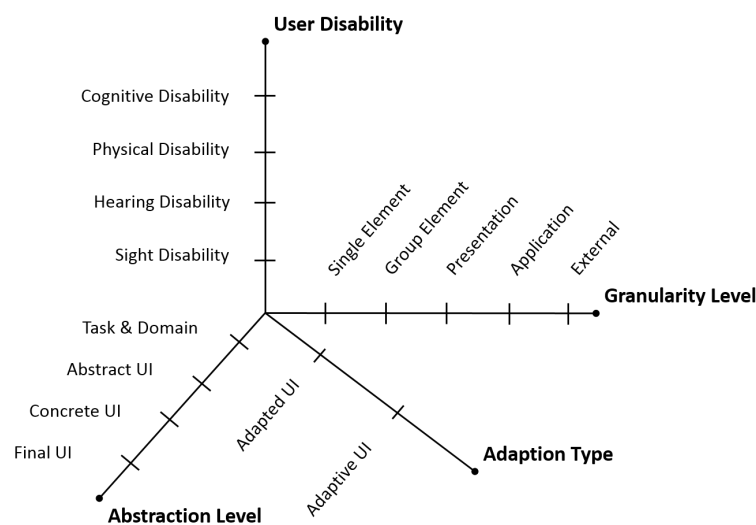 User Disability
Cognitive Disability
Physical Disability
Hearing Disability
Sight Disability
Single Element
Group Element
Presentation
Application
External
Granularity Level
Task & Domain
Abstract UI
Concrete UI
Final UI
Adapted UI
Adaptive UI
Adaption Type
Abstraction Level